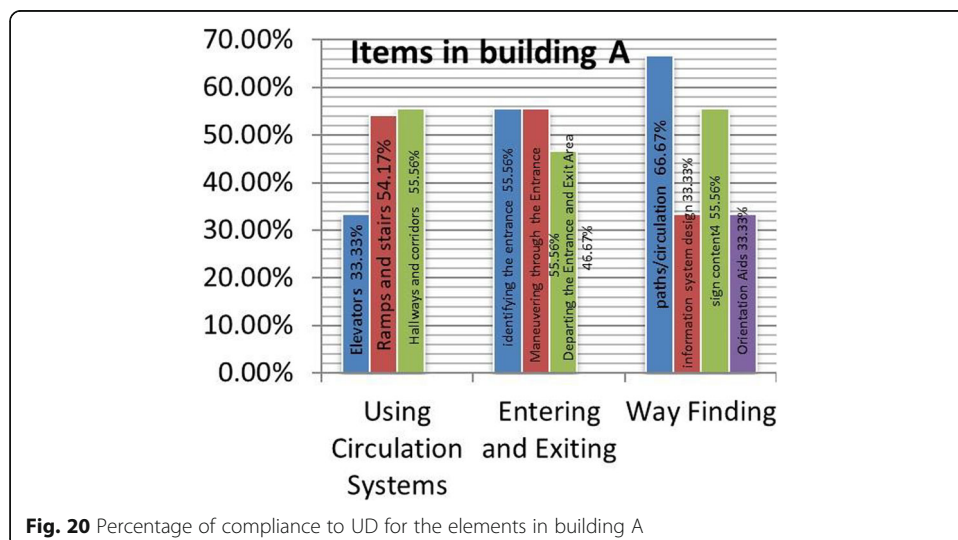 Items in building A
70.00%
60.00%
50.00%
40.00%
30.00%
20.00%
10.00%
0.00%
Elevators 33.33%
Ramps and stairs 54.17%
Hallways and corridors 55.56%
identifying the entrance 55.56%
Maneuvering through the Entrance
55.56%
Departing the Entrance and Exit Area
46.67%
paths/circulation 66.67%
information system design 33.33%
sign content4 55.56%
Orientation Aids 33.33%
Using
Circulation
Systems
Entering
and Exiting
Way Finding
Fig. 20 Percentage of compliance to UD for the elements in building A